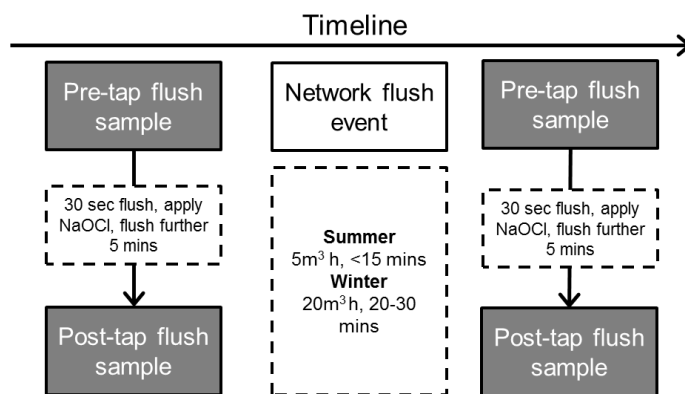 Timeline
Pre-tap flush
sample
30 sec flush, apply
NaOCl, flush further
5 mins
Post-tap flush
sample
Network flush
event
Summer
5m³ h, <15 mins
Winter
20m³ h, 20-30
mins
Pre-tap flush
sample
30 sec flush, apply
NaOCl, flush further
5 mins
Post-tap flush
sample